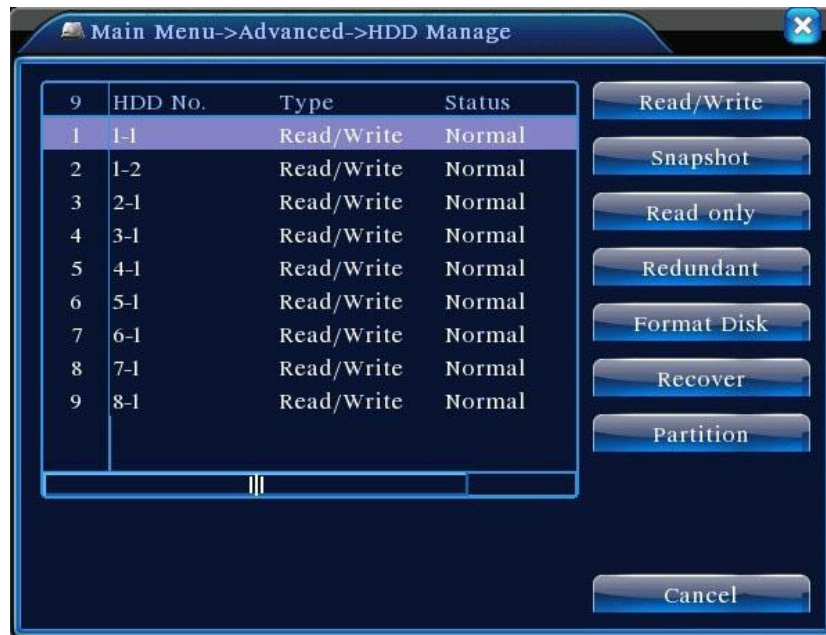 Main Menu->Advanced->HDD Manage
9 HDD No. Type Status
1 1-1 Read/Write Normal
2 1-2 Read/Write Normal
3 2-1 Read/Write Normal
4 3-1 Read/Write Normal
5 4-1 Read/Write Normal
6 5-1 Read/Write Normal
7 6-1 Read/Write Normal
8 7-1 Read/Write Normal
9 8-1 Read/Write Normal
Read/Write
Snapshot
Read only
Redundant
Format Disk
Recover
Partition
Cancel